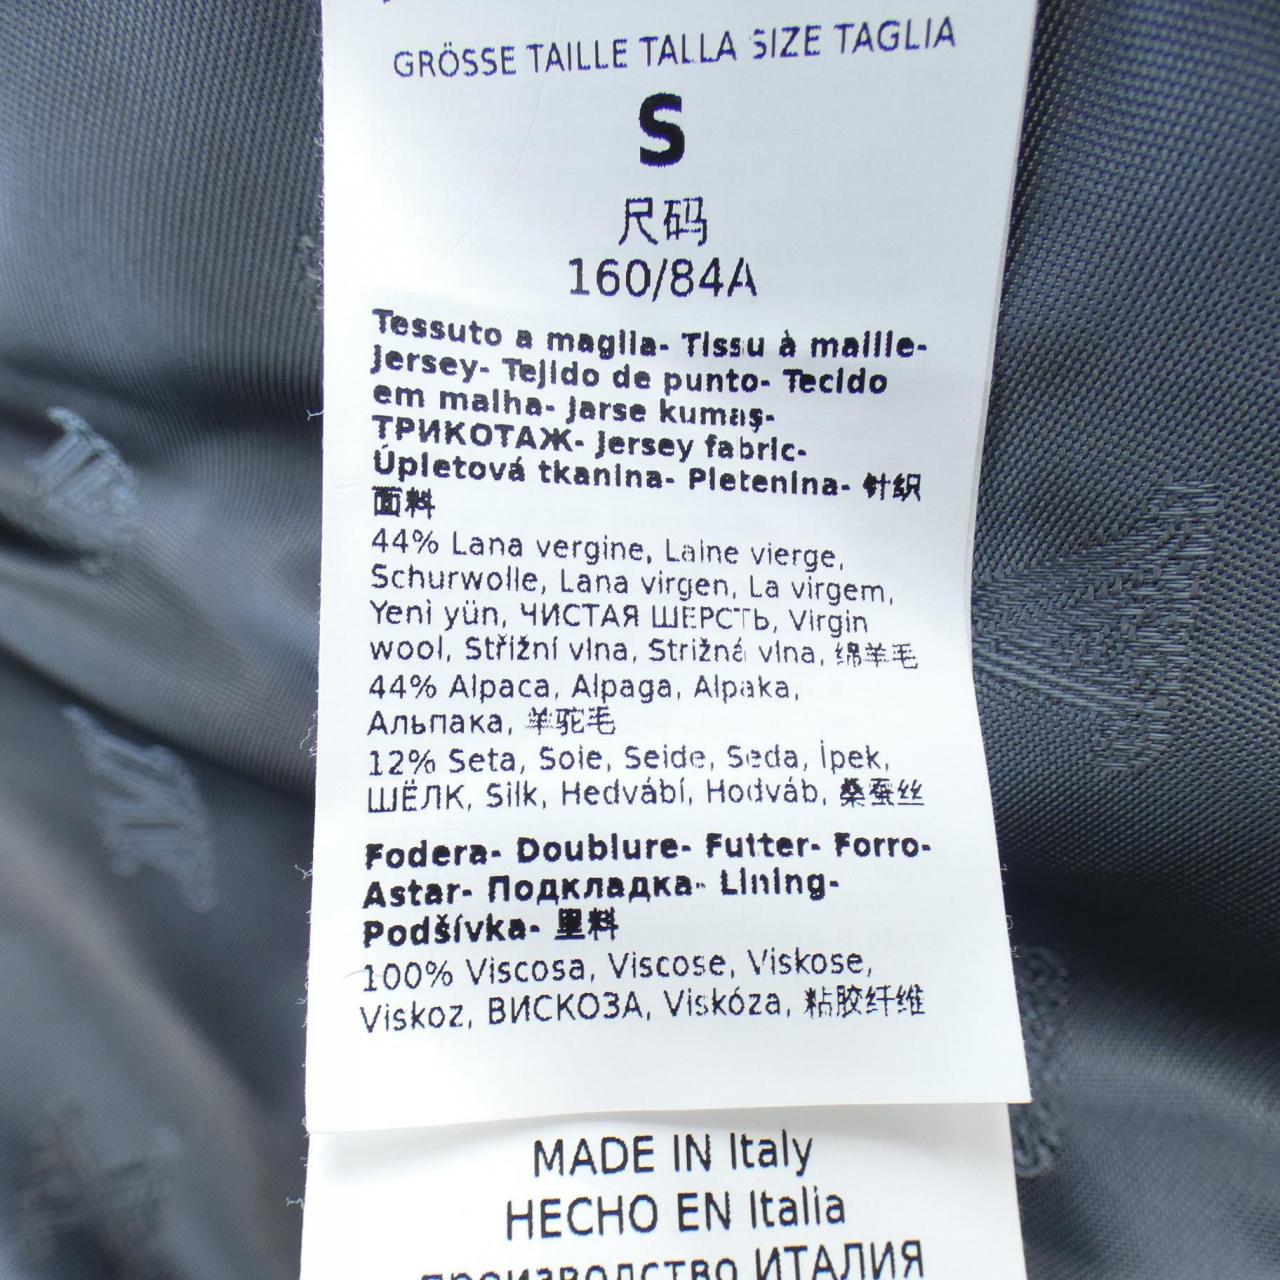 GRÖSSE TAILLE TALLA SIZE TAGLIA
S
尺码
160/84A
Tessuto a maglia- Tissu à maille-
Jersey- Tejido de punto- Tecido
em malha- Jarse kumaş-
ТРИКОТАЖ- Jersey fabric-
Úpletová tkanina- Pletenina- 针织
面料
44% Lana vergine, Laine vierge,
Schurwolle, Lana virgen, La virgem,
Yeni yün, ЧИСТАЯ ШЕРСТЬ, Virgin
wool, Střižní vlna, Strižná vlna, 绵羊毛
44% Alpaca, Alpaga, Alpaka,
Альпака, 羊驼毛
12% Seta, Soie, Seide, Seda, İpek,
ШЁЛК, Silk, Hedvábí, Hodváb, 桑蚕丝
Fodera- Doublure- Futter- Forro-
Astar- Подкладка- Lining-
Podšívka- 里料
100% Viscosa, Viscose, Viskose,
Viskoz, ВИСКОЗА, Viskóza, 粘胶纤维
MADE IN Italy
HECHO EN Italia
производство ИТАЛИЯ